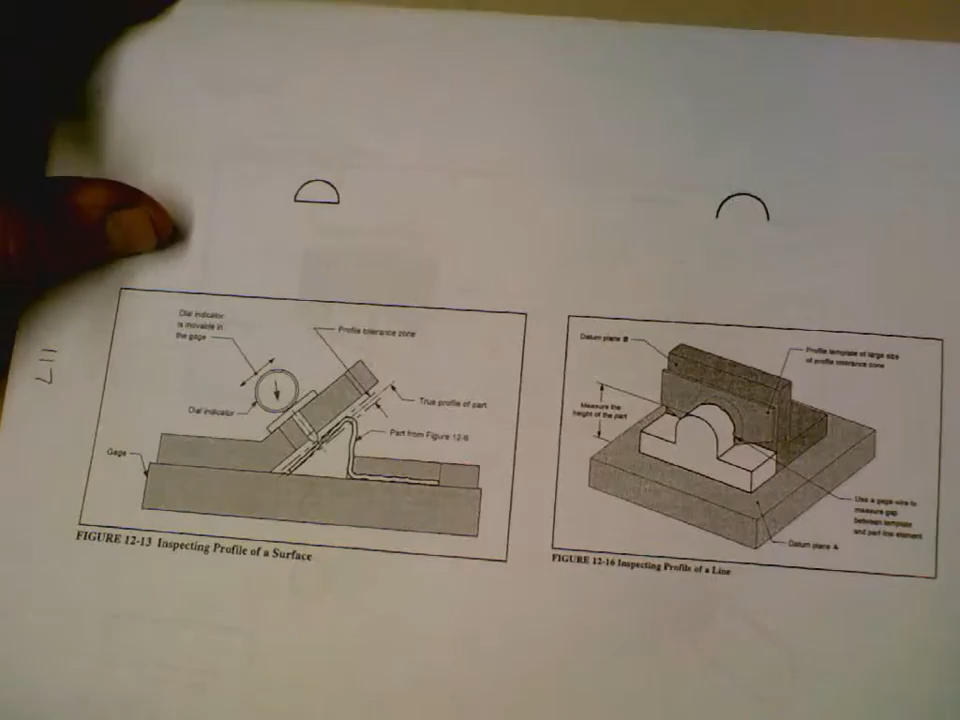 117
Dial indicator
is movable in
the gage
Profile tolerance zone
Dial indicator
True profile of part
Part from Figure 12-6
Gage
FIGURE 12-13 Inspecting Profile of a Surface
Datum plane B
Profile template at large size
of profile tolerance zone
Measure the
height of the part
Use a gage wire to
measure gap
between template
and part line element
Datum plane A
FIGURE 12-16 Inspecting Profile of a Line